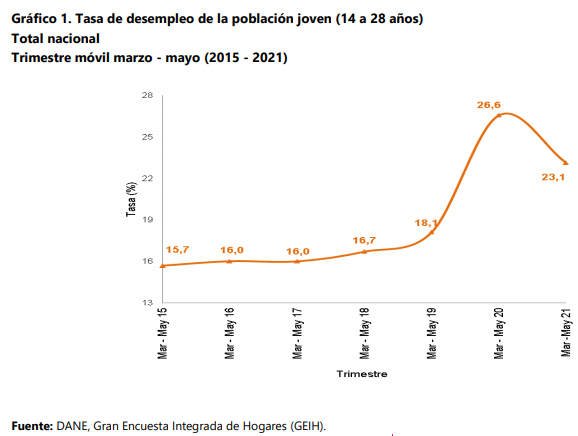 Gráfico 1. Tasa de desempleo de la población joven (14 a 28 años)
Total nacional
Trimestre móvil marzo - mayo (2015 - 2021)
28
25
22
19
16
13
Tasa (%)
15,7
16,0
16,0
16,7
18,1
26,6
23,1
Mar - May 15
Mar - May 16
Mar - May 17
Mar - May 18
Mar - May 19
Mar - May 20
Mar -May 21
Trimestre
Fuente: DANE, Gran Encuesta Integrada de Hogares (GEIH).